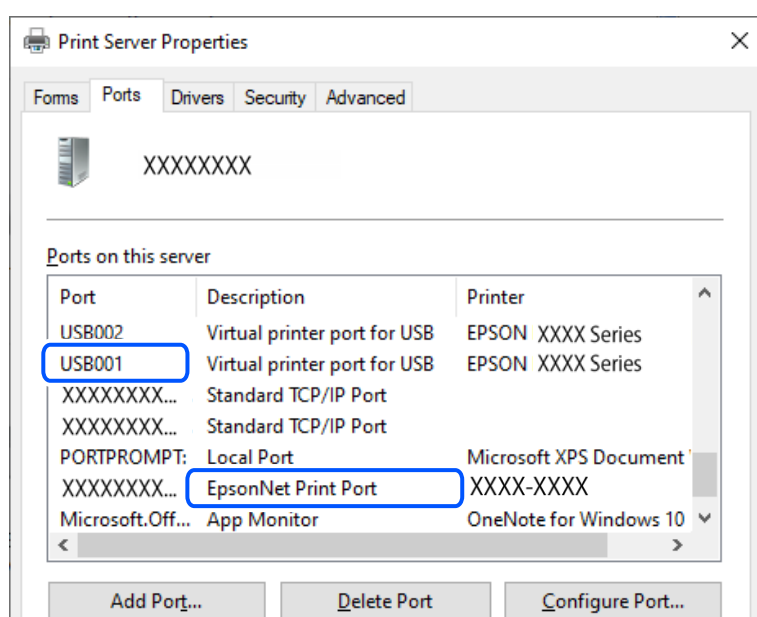 Print Server Properties
Forms Ports Drivers Security Advanced
XXXXXXXX
Ports on this server
Port Description Printer
USB002 Virtual printer port for USB EPSON XXXX Series
USB001 Virtual printer port for USB EPSON XXXX Series
XXXXXXXX... Standard TCP/IP Port
XXXXXXXX... Standard TCP/IP Port
PORTPROMPT: Local Port Microsoft XPS Document
XXXXXXXX... EpsonNet Print Port XXXX-XXXX
Microsoft.Off... App Monitor OneNote for Windows 10
Add Port... Delete Port Configure Port...